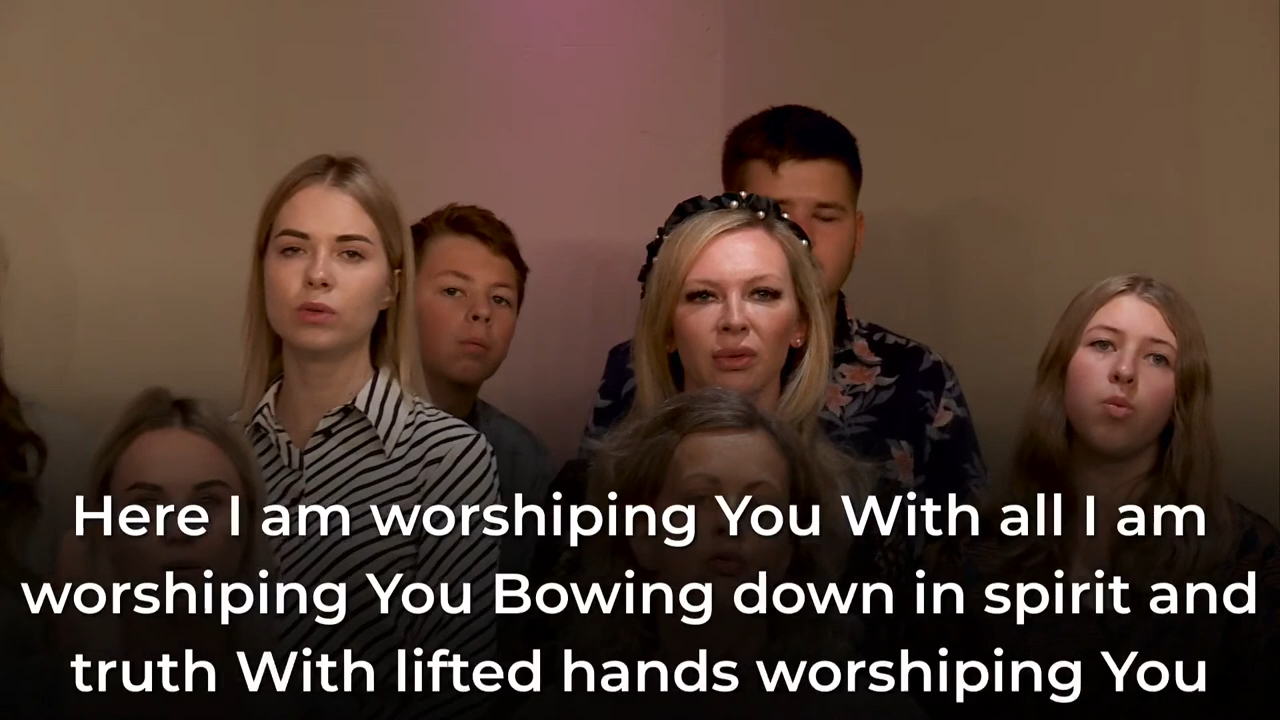 Here I am worshiping You With all I am
worshiping You Bowing down in spirit and
truth With lifted hands worshiping You